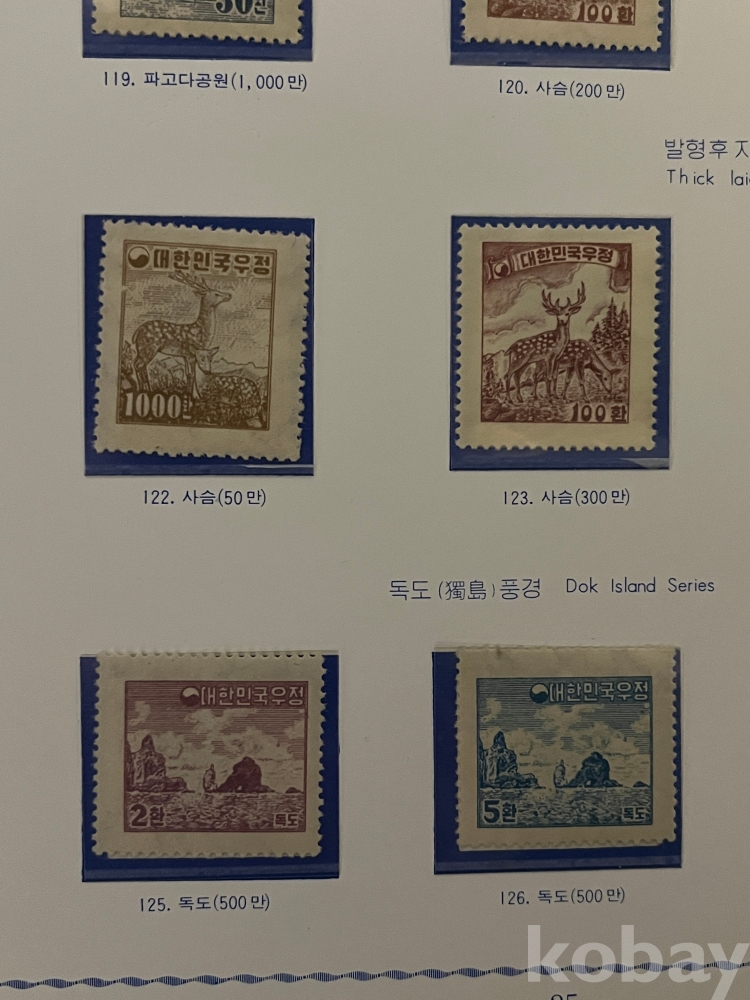 50환
100환
119. 파고다공원(1,000만)
120. 사슴(200만)
발형후
Thick
대한민국우정
1000환
대한민국우정
100환
122. 사슴(50만)
123. 사슴(300만)
독도(獨島)풍경 Dok Island Series
대한민국우정
2환 독도
대한민국우정
5환 독도
125. 독도(500만)
126. 독도(500만)
kobay